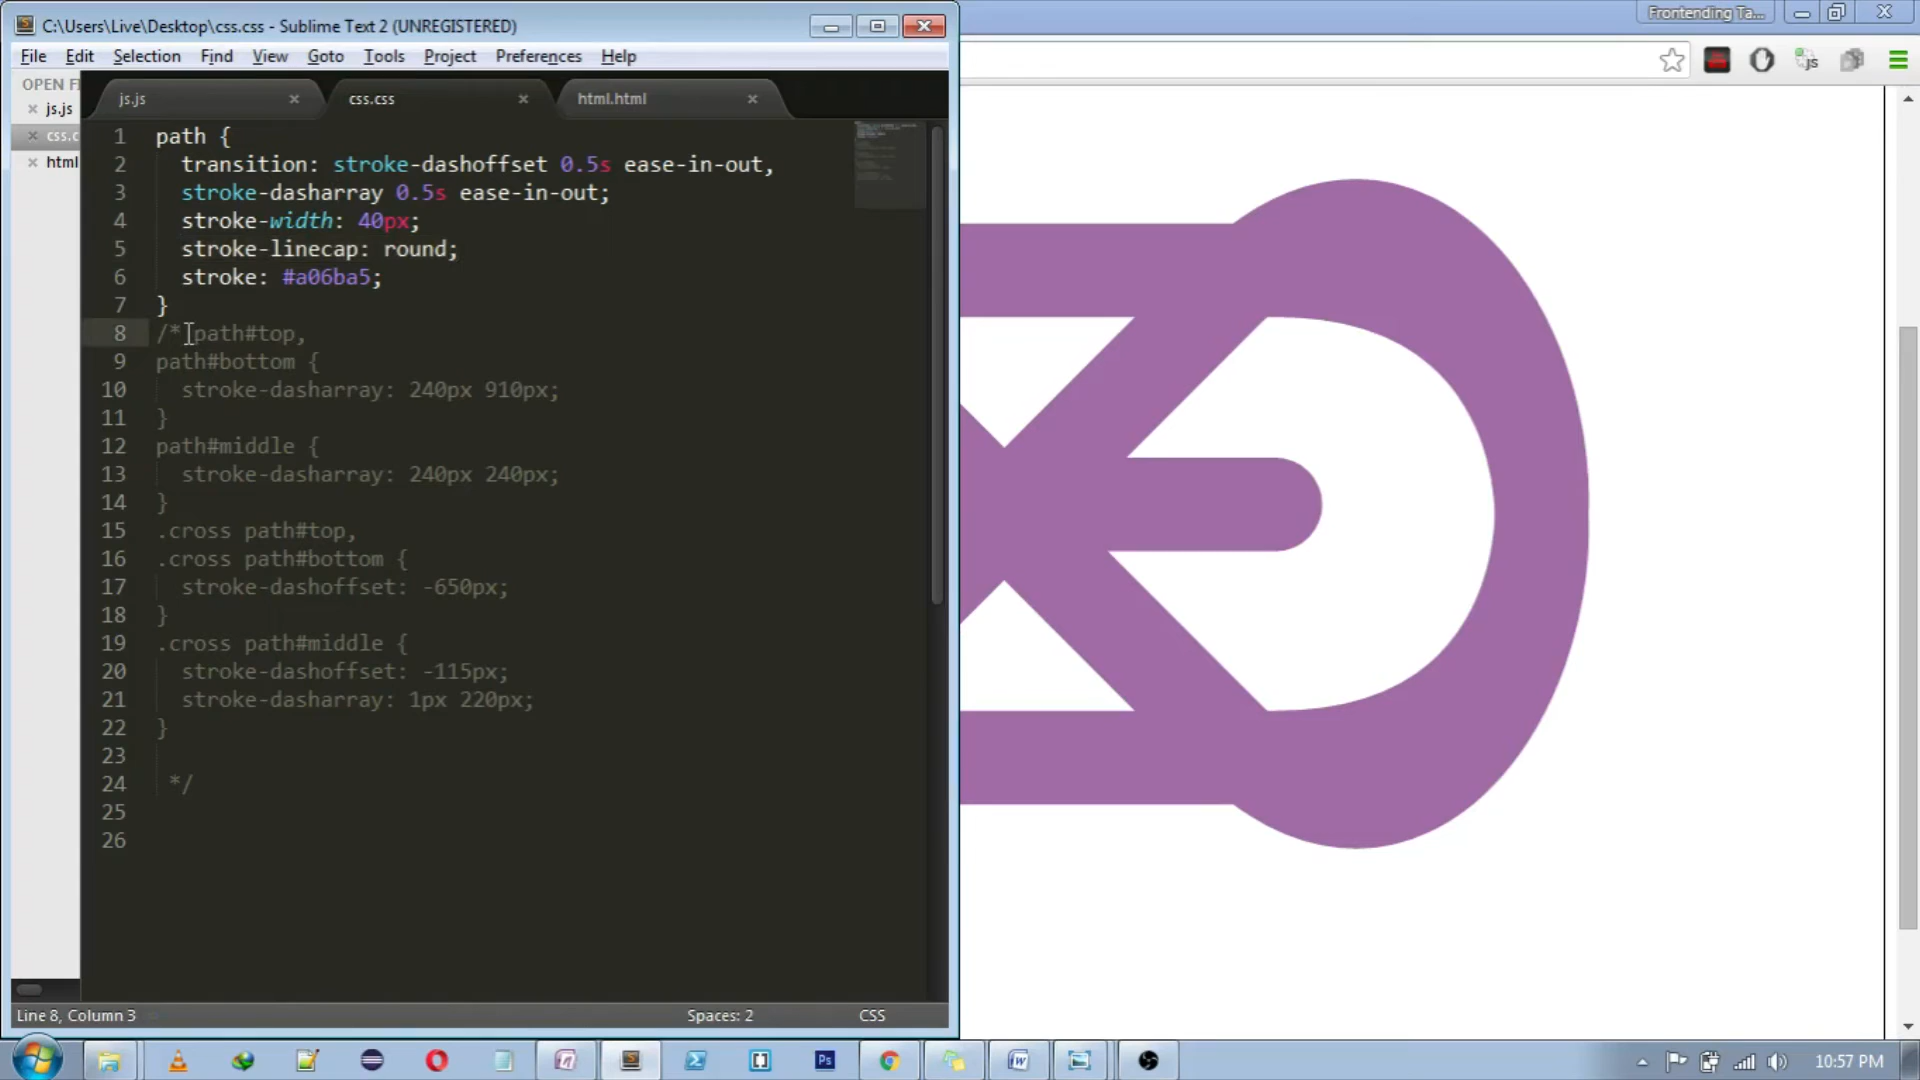 C:\Users\Live\Desktop\css.css - Sublime Text 2 (UNREGISTERED)
Frontending Ta...
File Edit Selection Find View Goto Tools Project Preferences Help
OPEN FI
js.js
css.c
html
js.js
css.css
html.html
js
1 path {
2 transition: stroke-dashoffset 0.5s ease-in-out,
3 stroke-dasharray 0.5s ease-in-out;
4 stroke-width: 40px;
5 stroke-linecap: round;
6 stroke: #a06ba5;
7 }
8 /* path#top,
9 path#bottom {
10 stroke-dasharray: 240px 910px;
11 }
12 path#middle {
13 stroke-dasharray: 240px 240px;
14 }
15 .cross path#top,
16 .cross path#bottom {
17 stroke-dashoffset: -650px;
18 }
19 .cross path#middle {
20 stroke-dashoffset: -115px;
21 stroke-dasharray: 1px 220px;
22 }
23
24 */
25
26
Line 8, Column 3
Spaces: 2
CSS
Ps
10:57 PM